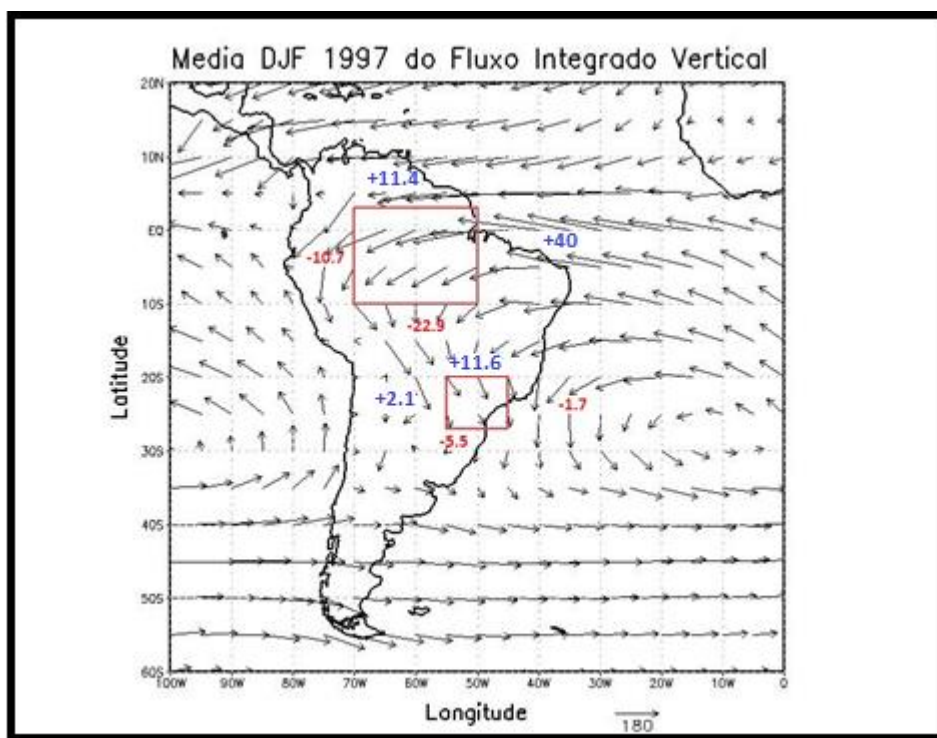 Media DJF 1997 do Fluxo Integrado Vertical
20N
10N
+11.4
EQ
+40
-10.7
10S
-22.9
+11.6
20S
+2.1
-1.7
-5.5
30S
40S
50S
60S
100W 90W 80W 70W 60W 50W 40W 30W 20W 10W 0
Latitude
Longitude
180